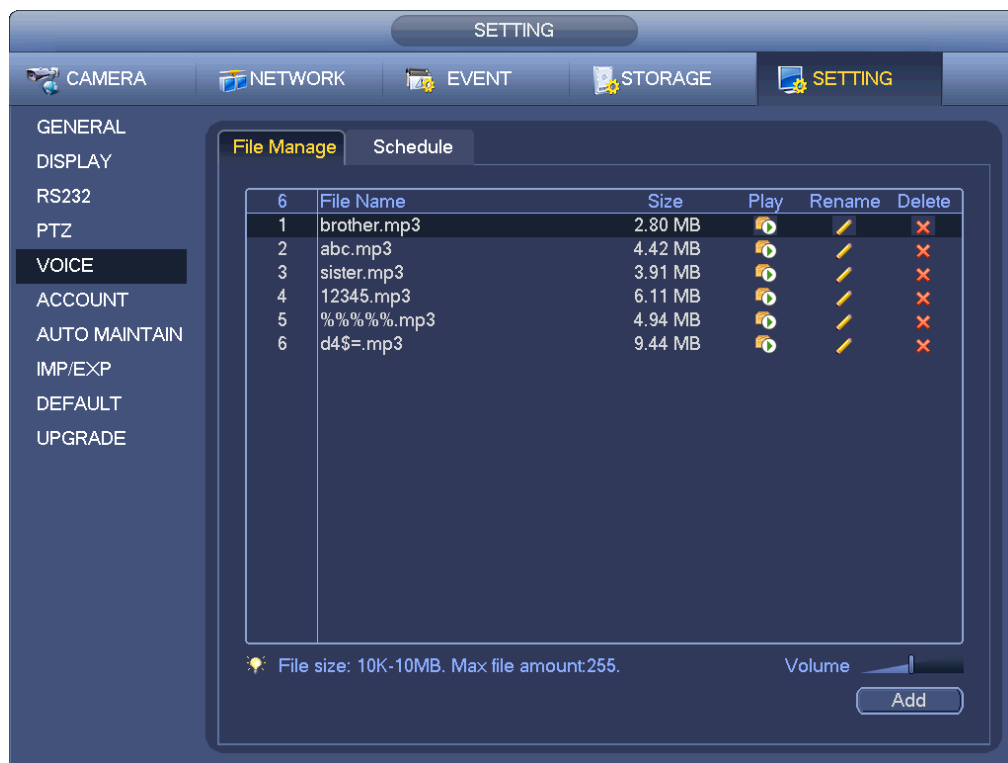 SETTING
CAMERA NETWORK EVENT STORAGE SETTING
GENERAL
DISPLAY
RS232
PTZ
VOICE
ACCOUNT
AUTO MAINTAIN
IMP/EXP
DEFAULT
UPGRADE
File Manage Schedule
6 File Name Size Play Rename Delete
1 brother.mp3 2.80 MB
2 abc.mp3 4.42 MB
3 sister.mp3 3.91 MB
4 12345.mp3 6.11 MB
5 %%%%%.mp3 4.94 MB
6 d4$=.mp3 9.44 MB
File size: 10K-10MB. Max file amount:255. Volume
Add